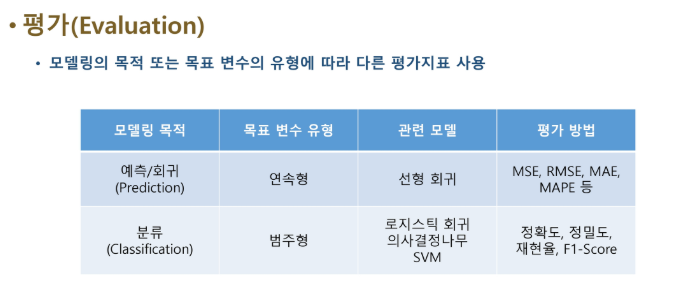 • 평가(Evaluation)
• 모델링의 목적 또는 목표 변수의 유형에 따라 다른 평가지표 사용
모델링 목적 목표 변수 유형 관련 모델 평가 방법
예측/회귀
(Prediction)
연속형
선형 회귀
MSE, RMSE, MAE,
MAPE 등
분류
(Classification)
범주형
로지스틱 회귀
의사결정나무
SVM
정확도, 정밀도,
재현율, F1-Score